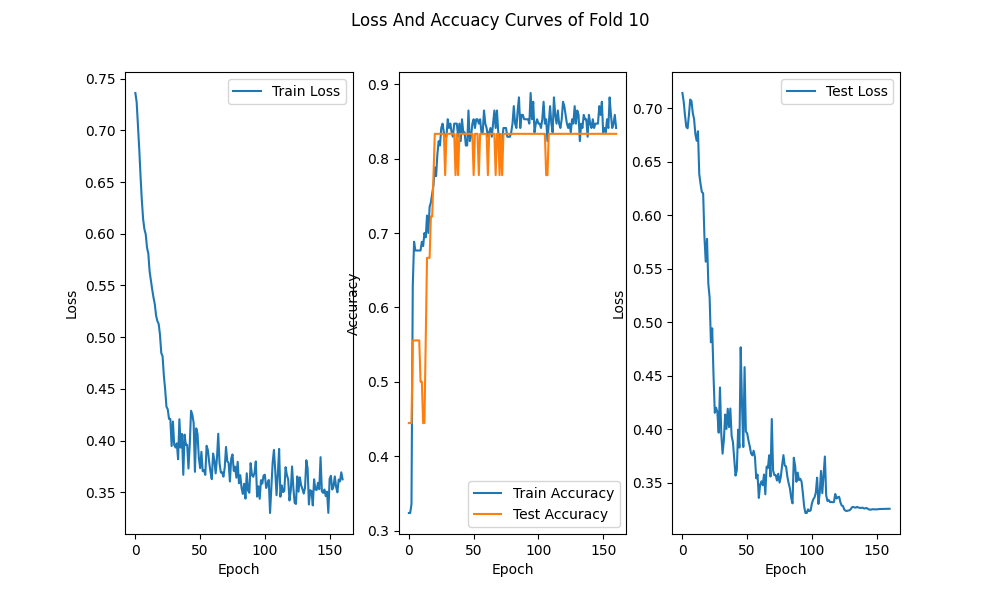 Loss And Accuacy Curves of Fold 10
Train Loss
0.75
0.70
0.65
0.60
0.55
0.50
0.45
0.40
0.35
Loss
0 50 100 150
Epoch
0.9
0.8
0.7
0.6
0.5
0.4
0.3
Accuracy
Train Accuracy
Test Accuracy
0 50 100 150
Epoch
Test Loss
0.70
0.65
0.60
0.55
0.50
0.45
0.40
0.35
Loss
0 50 100 150
Epoch